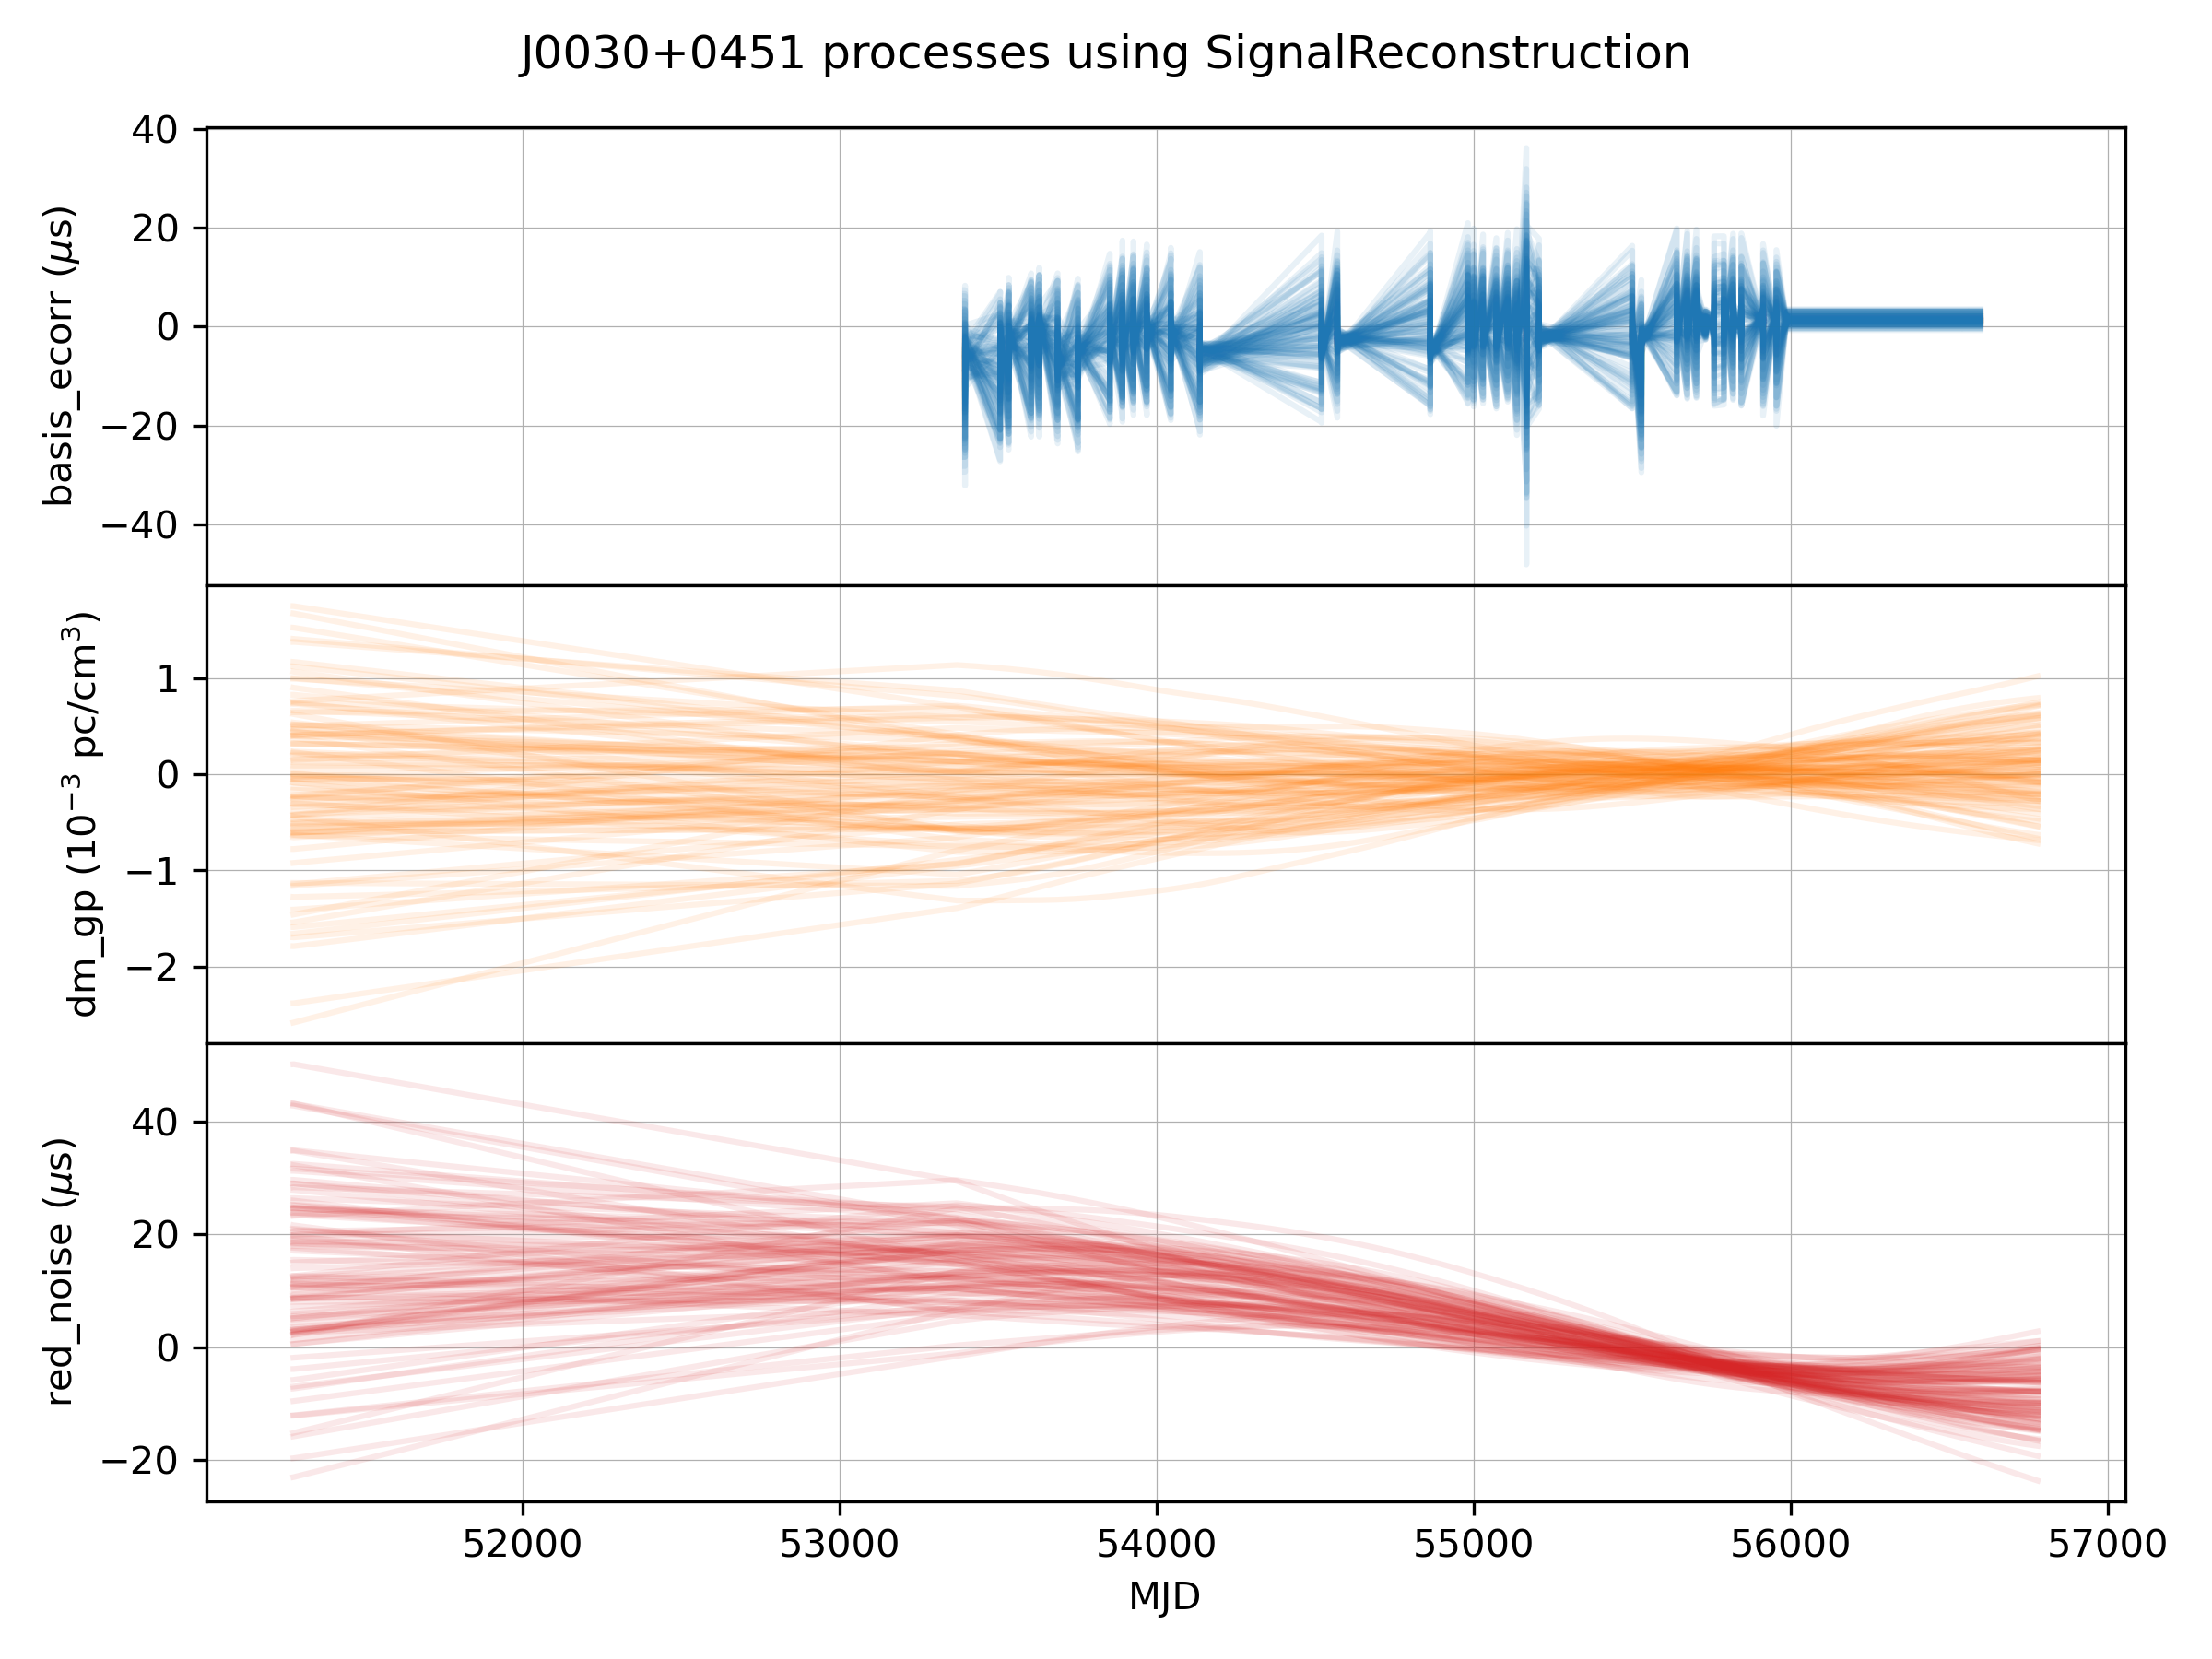 J0030+0451 processes using SignalReconstruction
basis_ecorr (μs)
40
20
0
−20
−40
dm_gp (10⁻³ pc/cm³)
1
0
−1
−2
red_noise (μs)
40
20
0
−20
52000 53000 54000 55000 56000 57000
MJD